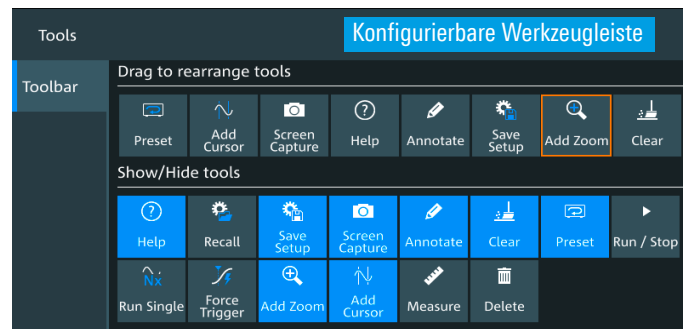 Tools
Konfigurierbare Werkzeugleiste
Toolbar
Drag to rearrange tools
Preset
Add
Cursor
Screen
Capture
Help
Annotate
Save
Setup
Add Zoom
Clear
Show/Hide tools
Help
Recall
Save
Setup
Screen
Capture
Annotate
Clear
Preset
Run / Stop
Nx
Run Single
Force
Trigger
Add Zoom
Add
Cursor
Measure
Delete